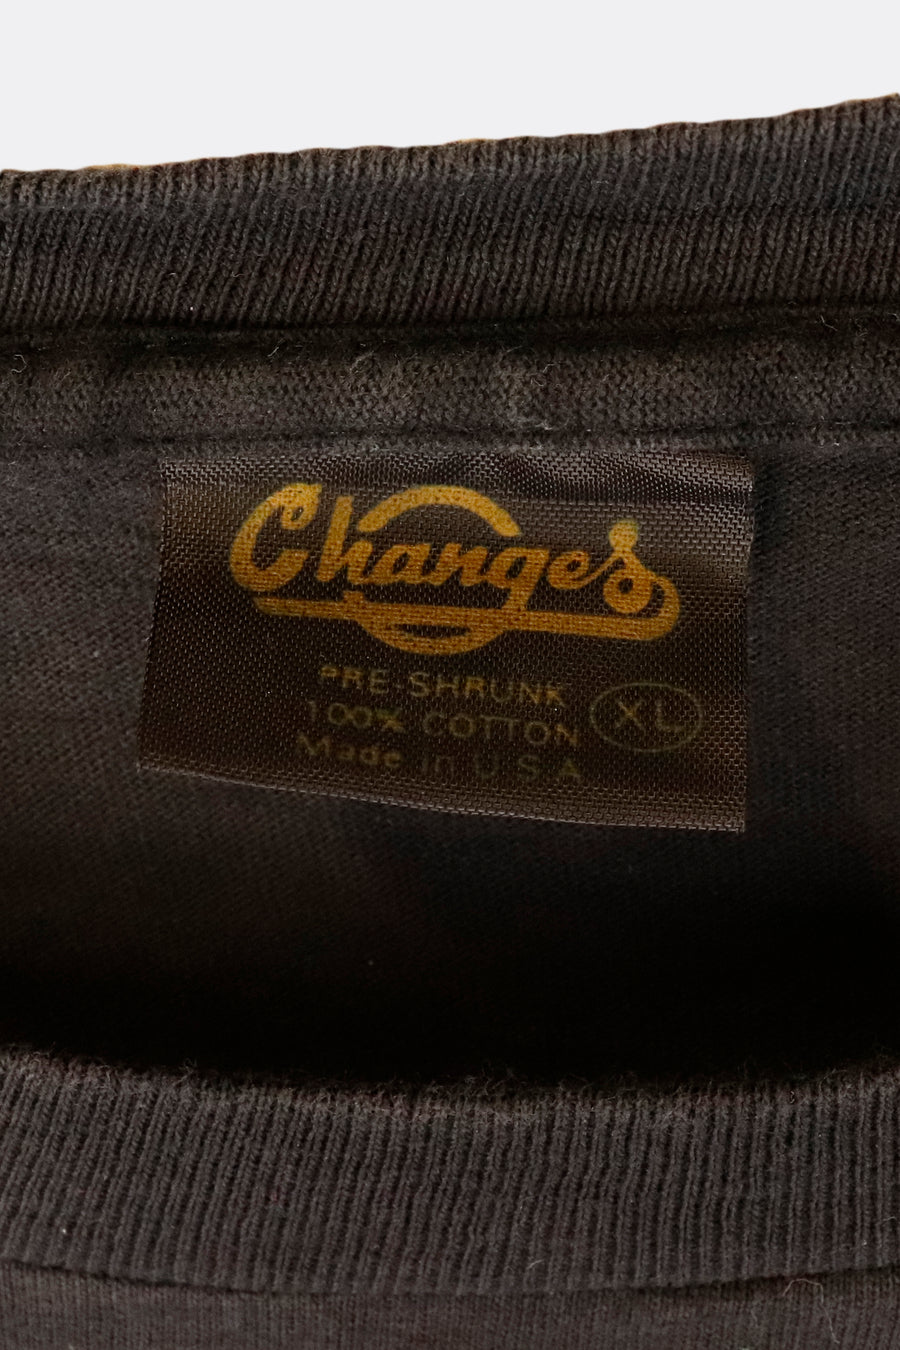 Changes
PRE-SHRUNK
100% COTTON
XL
Made in U.S.A